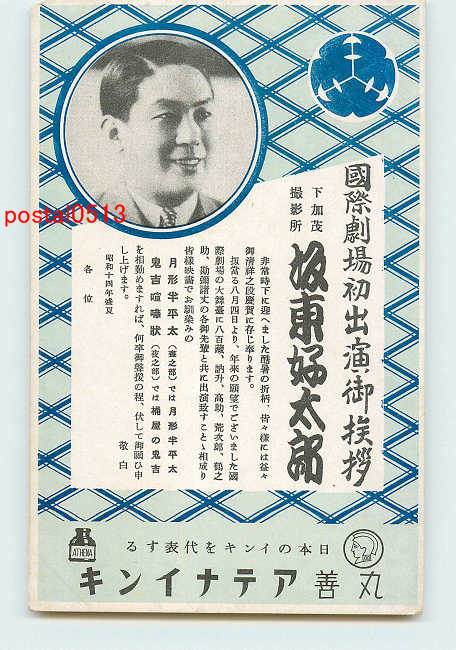 國際劇場初出演御挨拶
下加茂
撮影所
坂東好太郎
非常時下に迎へました酷暑の折柄、皆々様には益々
御清祥之段慶賀に存じ奉ります。
扨當る八月四日より、年來の願望でございました國
際劇場の大舞臺に八百藏、訥升、高助、荒次郎、鶴之
助、勘彌諸丈の各御先輩と共に出演致すこと、相成り
皆樣映畵でお馴染みの
月形半平太(晝之部)では月形半平太
鬼吉喧嘩狀(夜之部)では桶屋の鬼吉
を相勤めますれば、何卒御聲援の程、伏して御願ひ申
し上げます。
敬白
昭和十四年盛夏
各位
postai0513
ATHENA
日本のインキを代表する
丸善アテナインキ